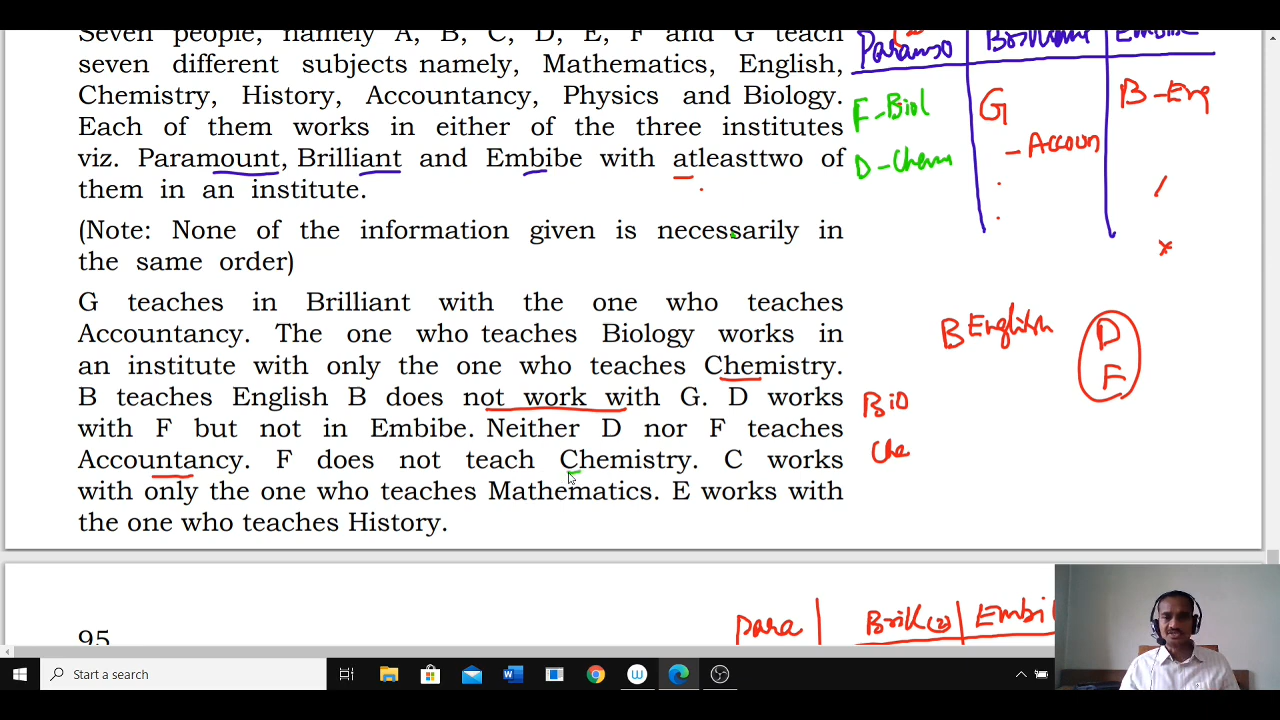 Seven people, namely A, B, C, D, E, F and G teach
seven different subjects namely, Mathematics, English,
Chemistry, History, Accountancy, Physics and Biology.
Each of them works in either of the three institutes
viz. Paramount, Brilliant and Embibe with atleasttwo of
them in an institute.
(Note: None of the information given is necessarily in
the same order)
G teaches in Brilliant with the one who teaches
Accountancy. The one who teaches Biology works in
an institute with only the one who teaches Chemistry.
B teaches English B does not work with G. D works
with F but not in Embibe. Neither D nor F teaches
Accountancy. F does not teach Chemistry. C works
with only the one who teaches Mathematics. E works with
the one who teaches History.
Brilliant Embibe
F-Biol G B-Eng
D-Chem - Accoun
B English D
F
Bio
Che
95
Para Brill(2) Embi
Start search